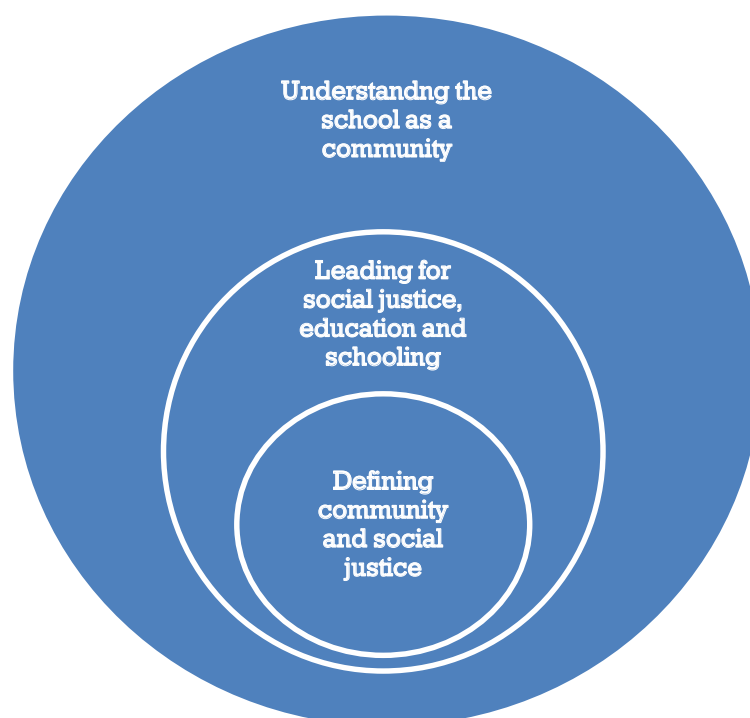 Understandng the
school as a
community
Leading for
social justice,
education and
schooling
Defining
community
and social
justice